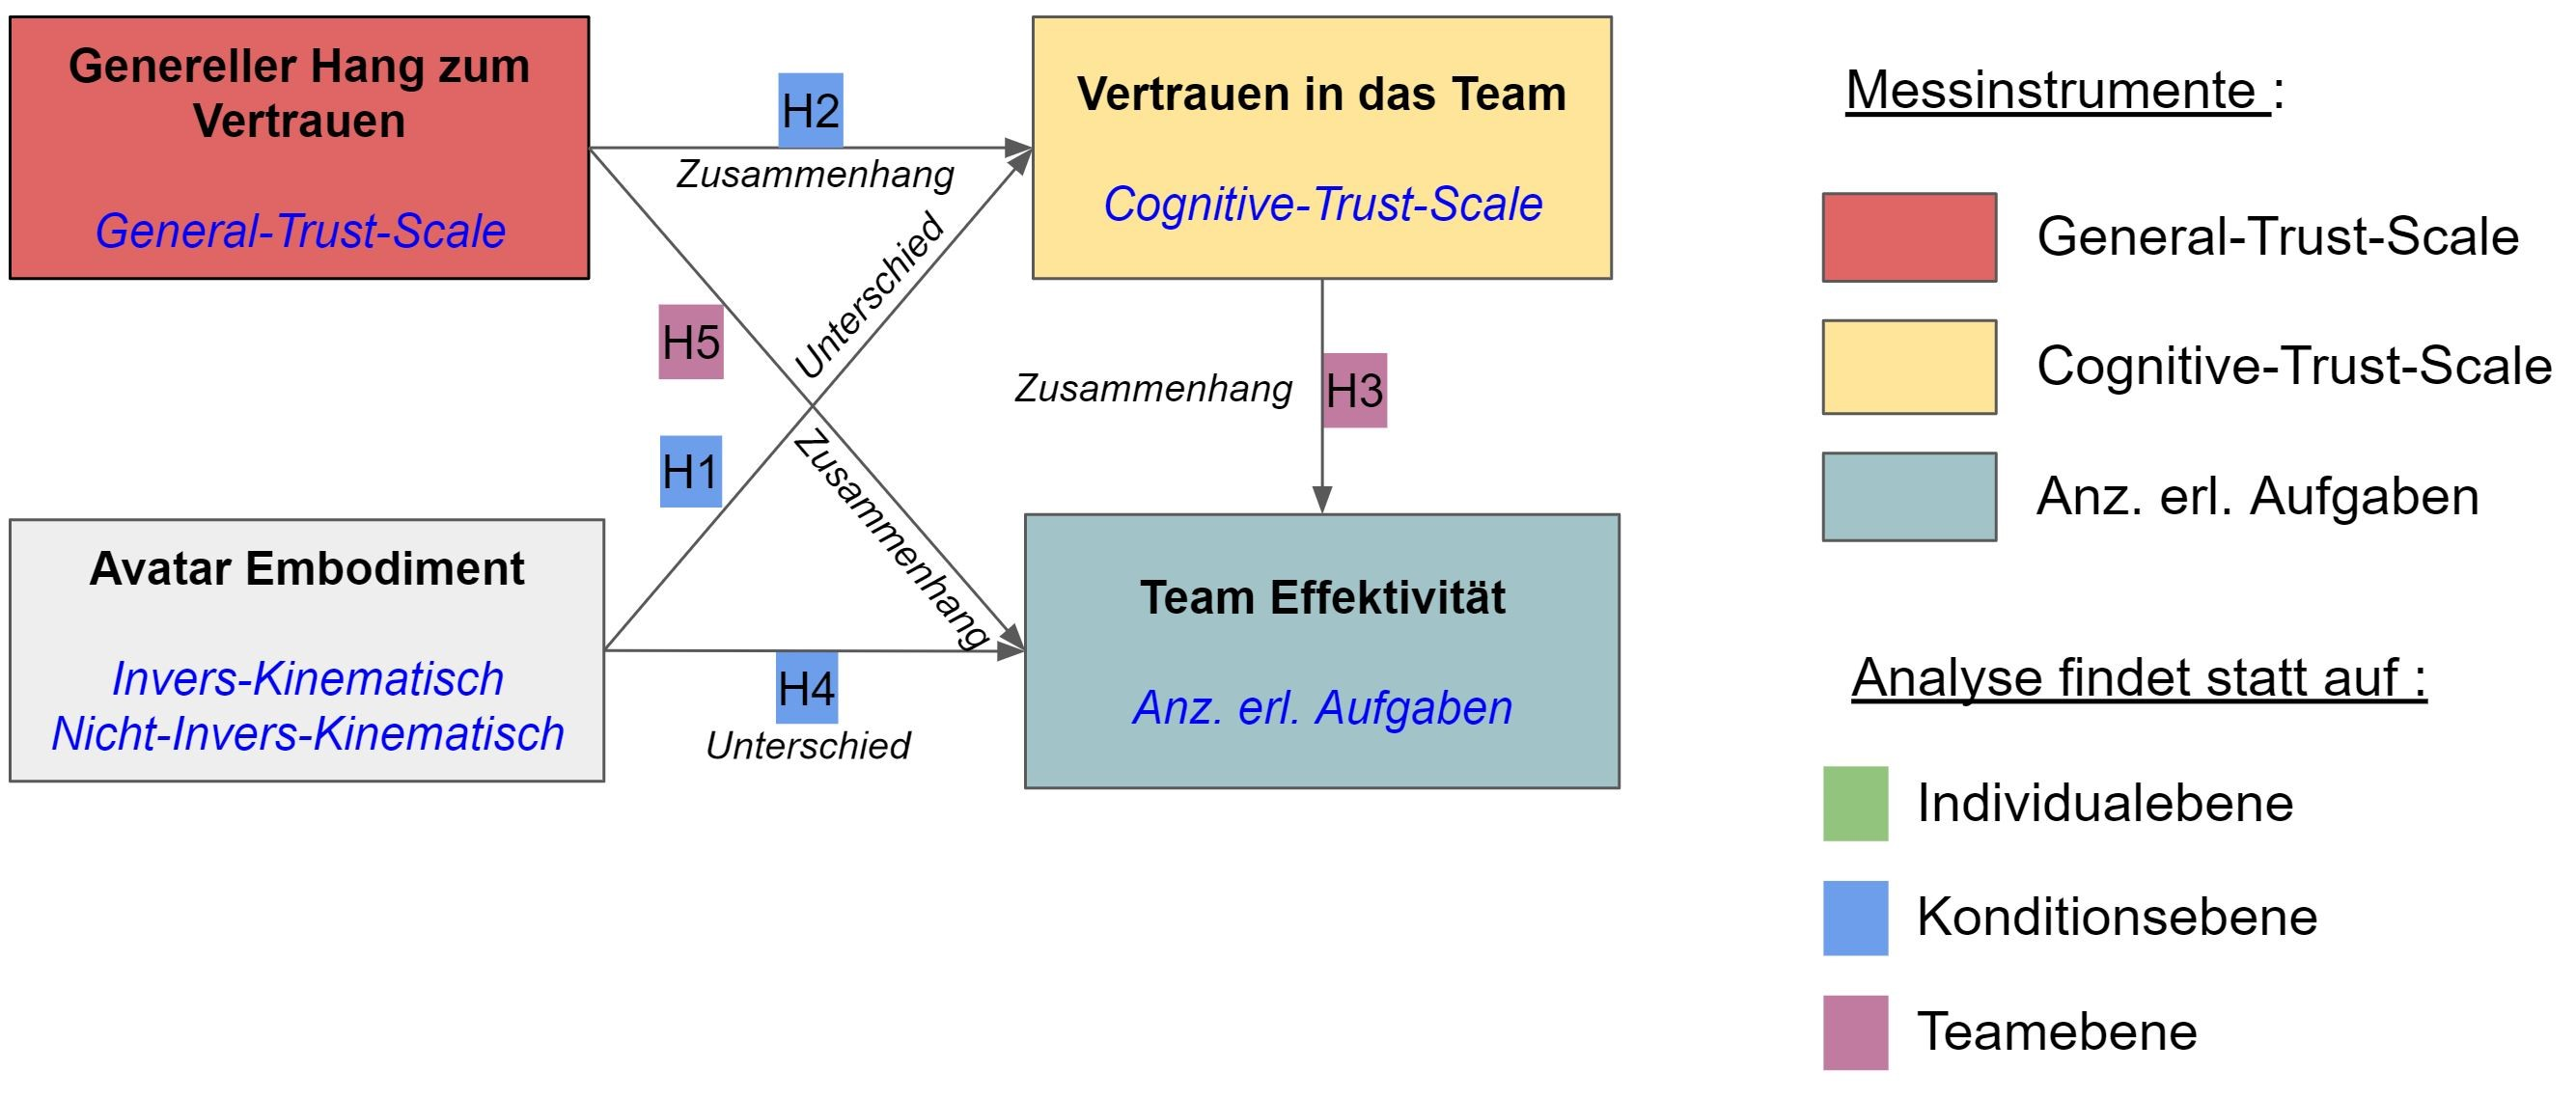 Genereller Hang zum
Vertrauen
General-Trust-Scale
H2
Zusammenhang
Vertrauen in das Team
Cognitive-Trust-Scale
H5
Unterschied
H1
Zusammenhang
Zusammenhang
H3
Avatar Embodiment
Invers-Kinematisch
Nicht-Invers-Kinematisch
H4
Unterschied
Team Effektivität
Anz. erl. Aufgaben
Messinstrumente :
General-Trust-Scale
Cognitive-Trust-Scale
Anz. erl. Aufgaben
Analyse findet statt auf :
Individualebene
Konditionsebene
Teamebene